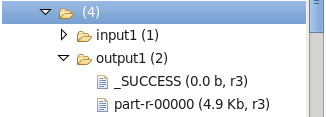 (4)
input1 (1)
output1 (2)
_SUCCESS (0.0 b, r3)
part-r-00000 (4.9 Kb, r3)